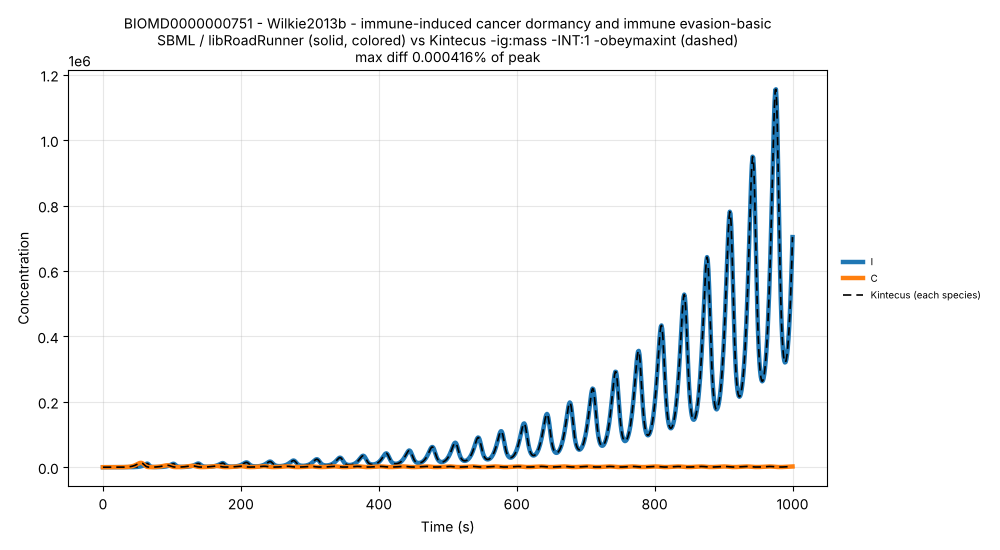 BIOMD0000000751 - Wilkie2013b - immune-induced cancer dormancy and immune evasion-basic
SBML / libRoadRunner (solid, colored) vs Kintecus -ig:mass -INT:1 -obeymaxint (dashed)
max diff 0.000416% of peak
1e6
1.2
1.0
0.8
0.6
0.4
0.2
0.0
Concentration
0 200 400 600 800 1000
Time (s)
I
C
Kintecus (each species)